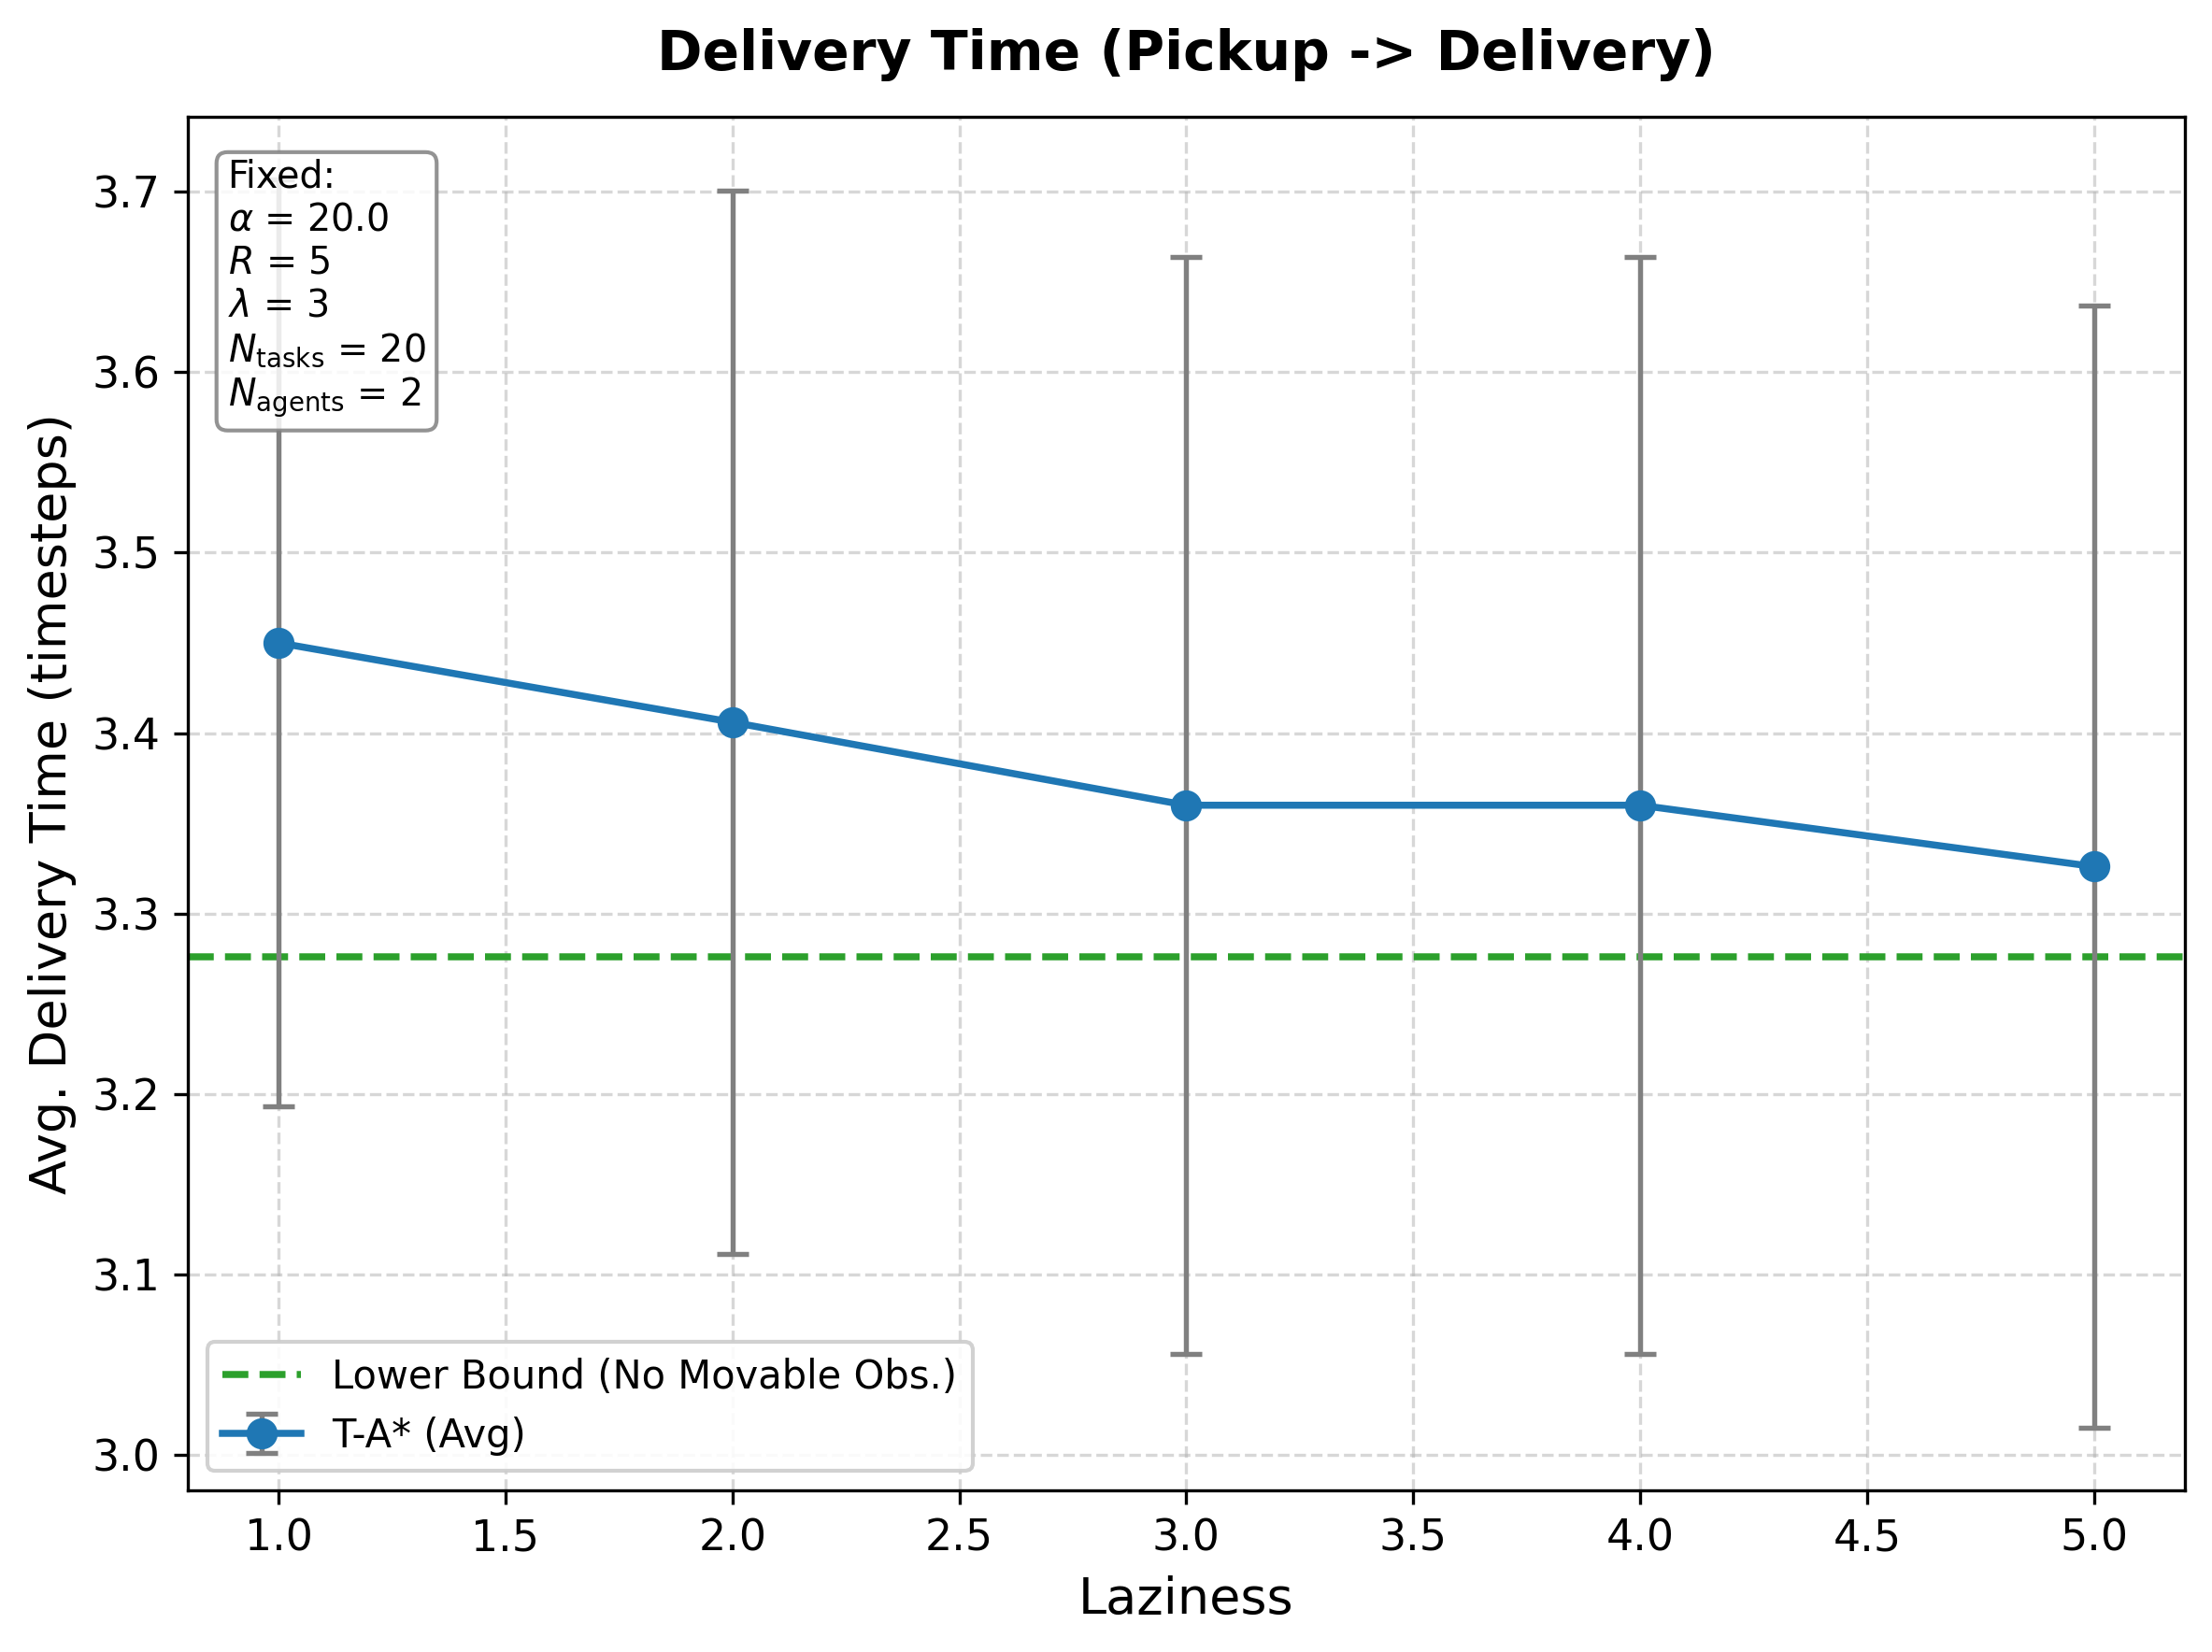 Delivery Time (Pickup -> Delivery)
Fixed:
α = 20.0
R = 5
λ = 3
N_tasks = 20
N_agents = 2
Avg. Delivery Time (timesteps)
3.7
3.6
3.5
3.4
3.3
3.2
3.1
3.0
Lower Bound (No Movable Obs.)
T-A* (Avg)
1.0 1.5 2.0 2.5 3.0 3.5 4.0 4.5 5.0
Laziness